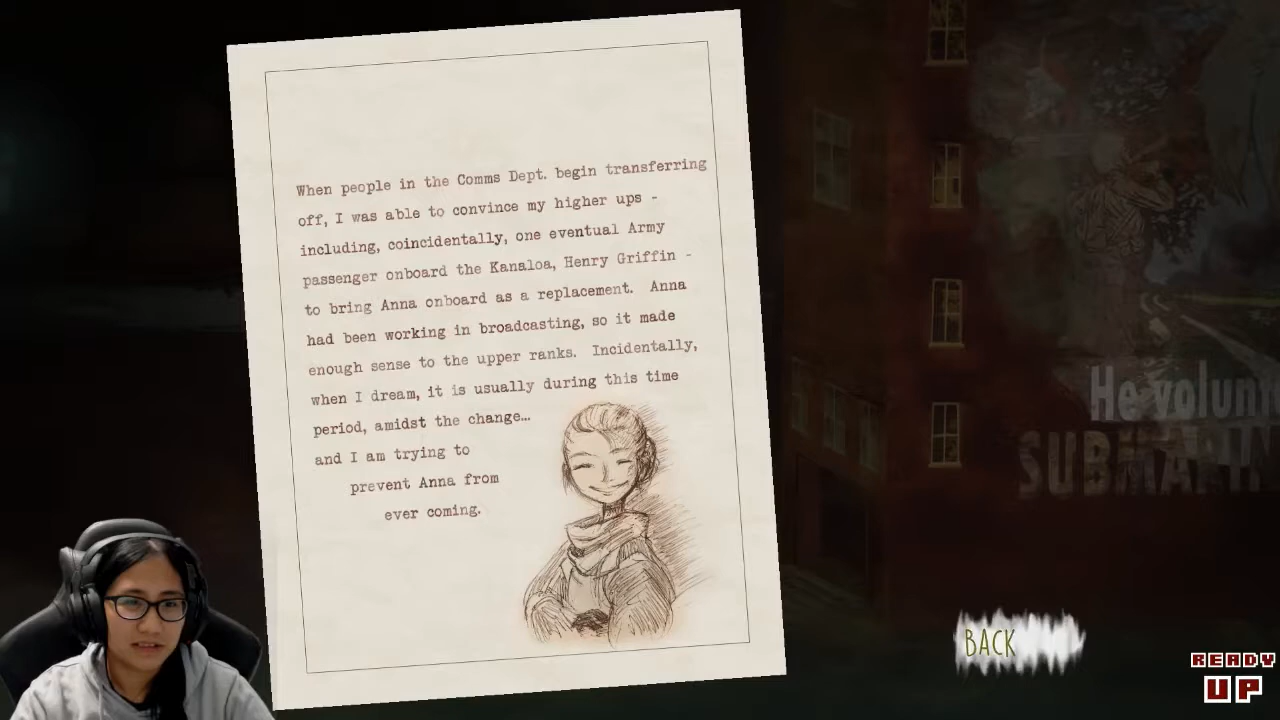 When people in the Comms Dept. begin transferring
off, I was able to convince my higher ups -
including, coincidentally, one eventual Army
passenger onboard the Kanaloa, Henry Griffin -
to bring Anna onboard as a replacement. Anna
had been working in broadcasting, so it made
enough sense to the upper ranks. Incidentally,
when I dream, it is usually during this time
period, amidst the change...
and I am trying to
prevent Anna from
ever coming.
He volun
SUBMARIN
BACK
READY
UP